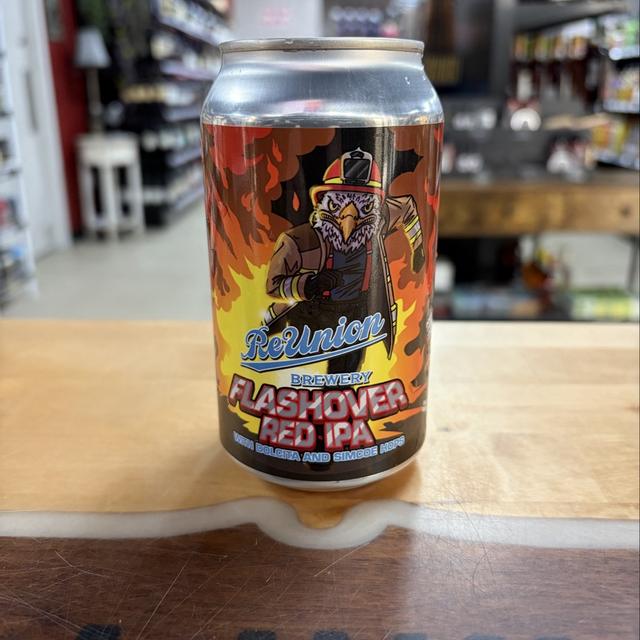 ReUnion
BREWERY
FLASHOVER
RED IPA
WITH DOLCITA AND SIMCOE HOPS